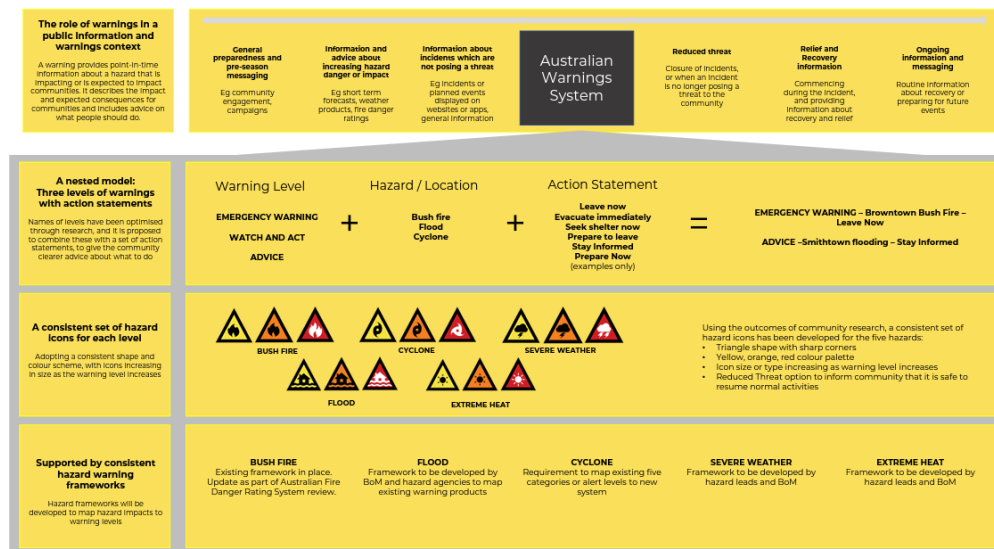 The role of warnings in a
public information and
warnings context
A warning provides point-in-time
information about a hazard that is
impacting or is expected to impact
communities. It describes the impact
and expected consequences for
communities and includes advice on
what people should do.
General
preparedness and
pre-season
messaging
Eg community
engagement,
campaigns
Information and
advice about
increasing hazard
danger or impact
Eg short term
forecasts, weather
products, fire danger
ratings
Information about
incidents which are
not posing a threat
Eg incidents or
planned events
displayed on
websites or apps,
general information
Australian
Warnings
System
Reduced threat
Closure of incidents,
or when an incident
is no longer posing a
threat to the
community
Relief and
Recovery
information
Commencing
during the incident,
and providing
information about
recovery and relief
Ongoing
information and
messaging
Routine information
about recovery or
preparing for future
events
A nested model:
Three levels of warnings
with action statements
Names of levels have been optimised
through research, and it is proposed
to combine these with a set of action
statements, to give the community
clearer advice about what to do
Warning Level
EMERGENCY WARNING
WATCH AND ACT
ADVICE
+
Hazard / Location
Bush fire
Flood
Cyclone
+
Action Statement
Leave now
Evacuate immediately
Seek shelter now
Prepare to leave
Stay Informed
Prepare Now
(examples only)
=
EMERGENCY WARNING – Browntown Bush Fire –
Leave Now
ADVICE –Smithtown flooding – Stay Informed
A consistent set of hazard
icons for each level
Adopting a consistent shape and
colour scheme, with icons increasing
in size as the warning level increases
BUSH FIRE
CYCLONE
SEVERE WEATHER
FLOOD
EXTREME HEAT
Using the outcomes of community research, a consistent set of
hazard icons has been developed for the five hazards:
• Triangle shape with sharp corners
• Yellow, orange, red colour palette
• Icon size or type increasing as warning level increases
• Reduced Threat option to inform community that it is safe to
resume normal activities
Supported by consistent
hazard warning
frameworks
Hazard frameworks will be
developed to map hazard impacts to
warning levels
BUSH FIRE
Existing framework in place.
Update as part of Australian Fire
Danger Rating System review.
FLOOD
Framework to be developed by
BoM and hazard agencies to map
existing warning products
CYCLONE
Requirement to map existing five
categories or alert levels to new
system
SEVERE WEATHER
Framework to be developed by
hazard leads and BoM
EXTREME HEAT
Framework to be developed by
hazard leads and BoM